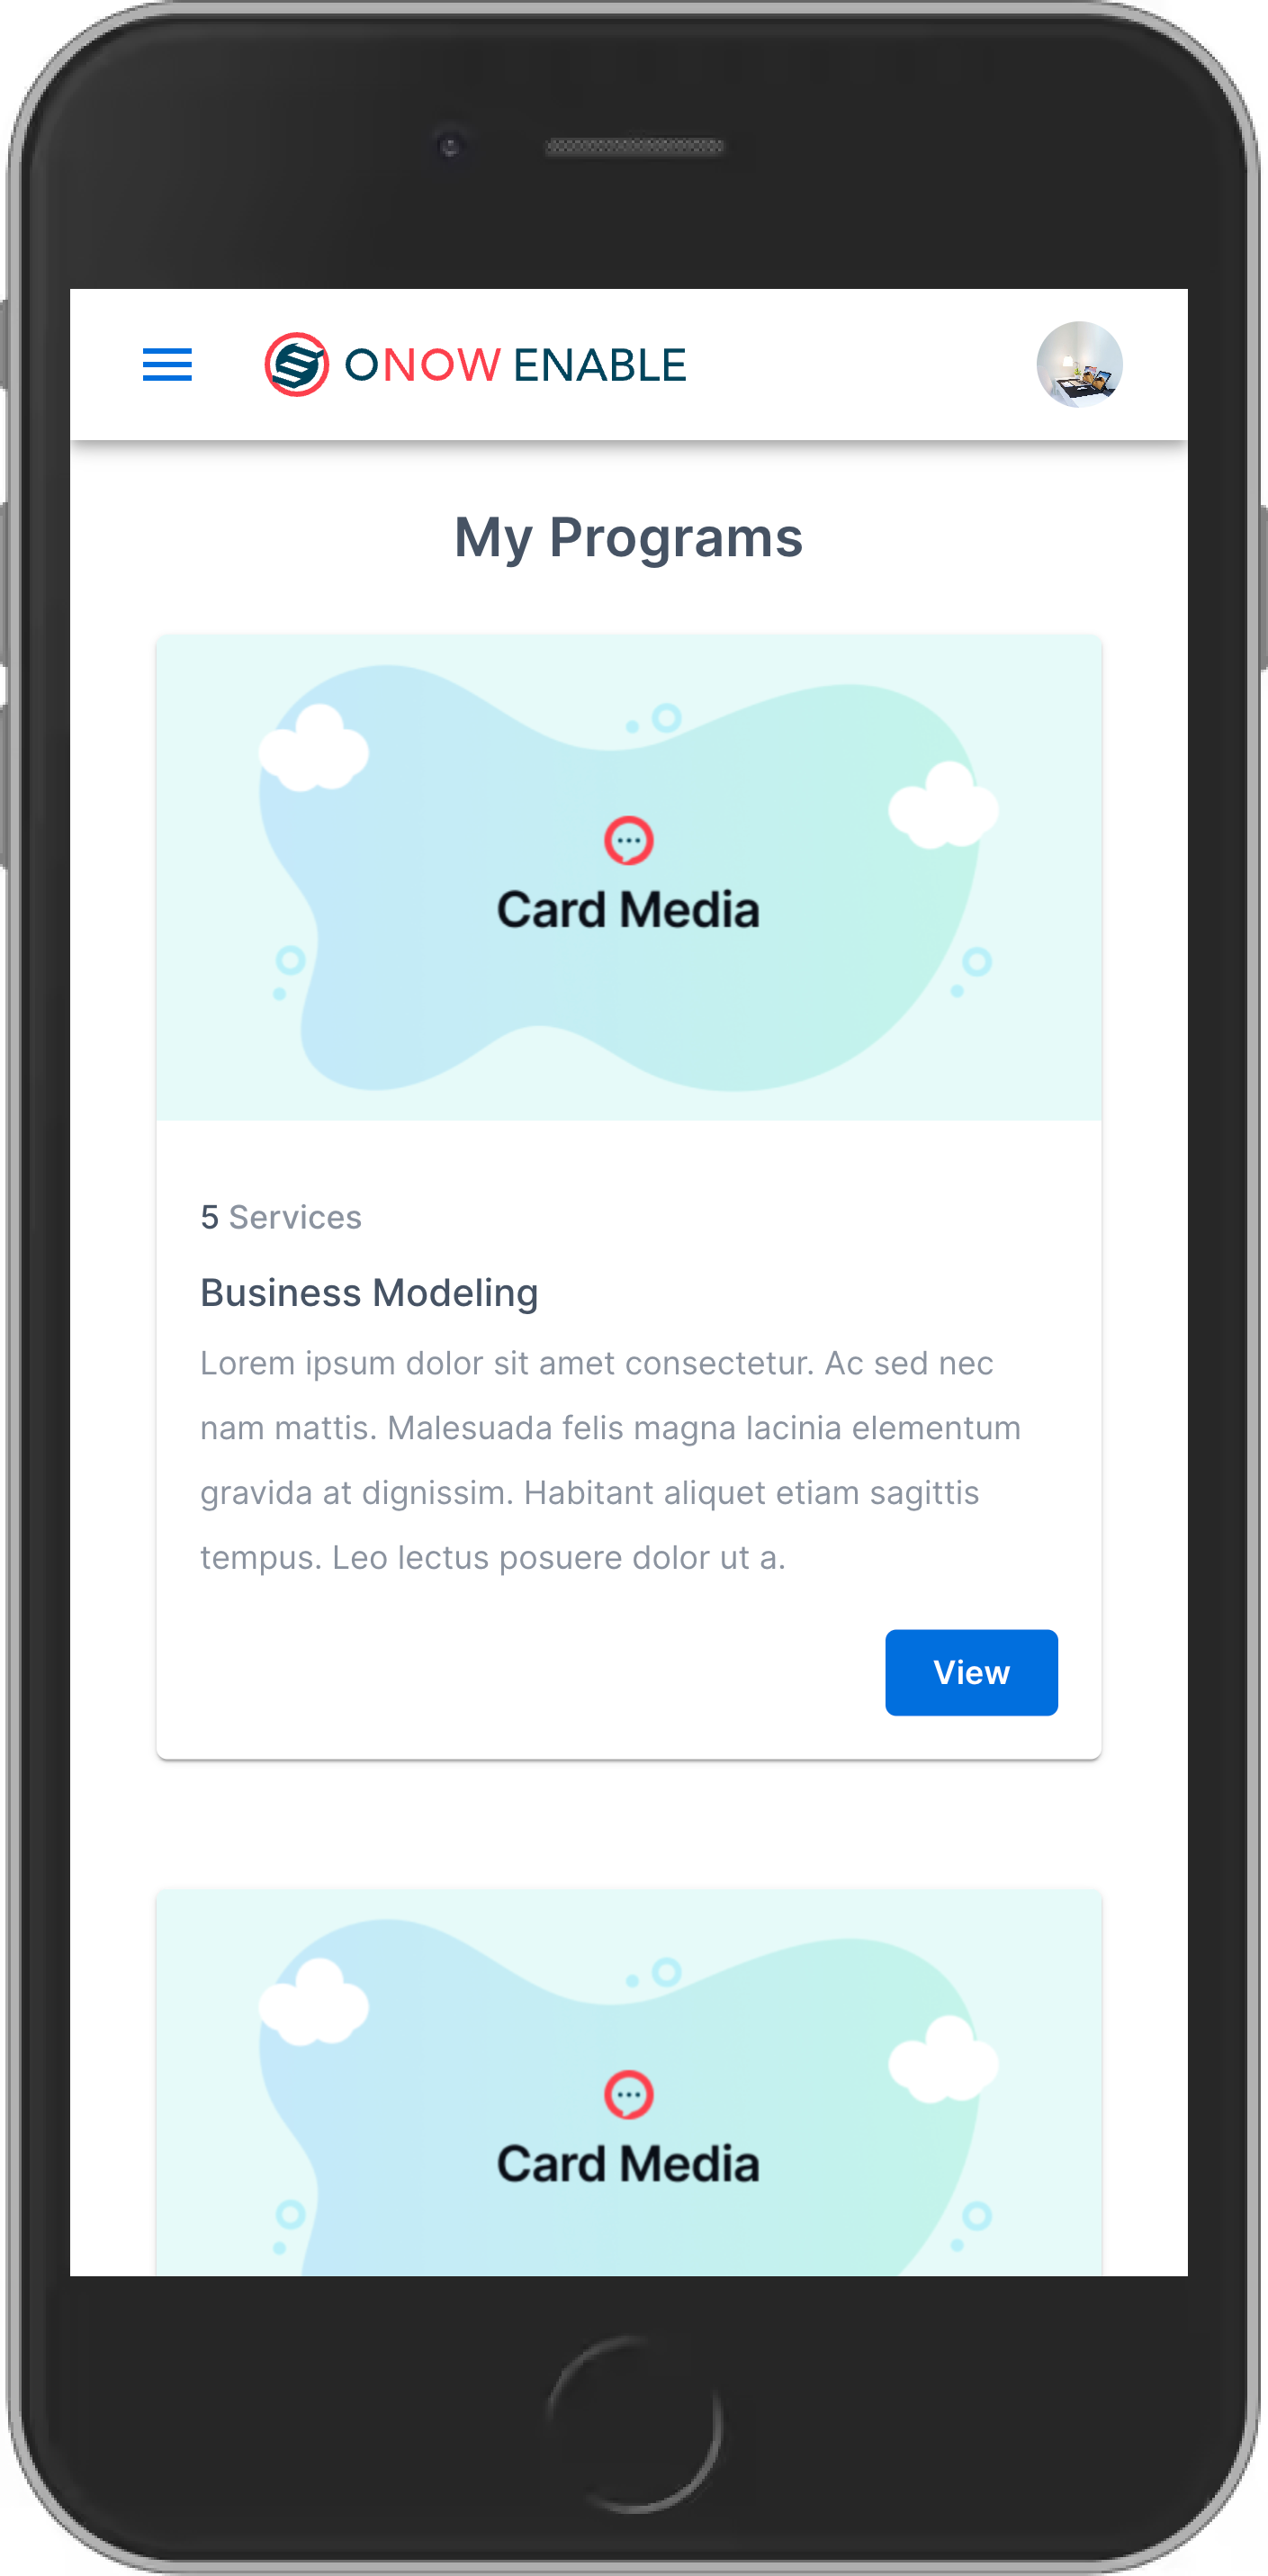 ONOW ENABLE
My Programs
Card Media
5 Services
Business Modeling
Lorem ipsum dolor sit amet consectetur. Ac sed nec
nam mattis. Malesuada felis magna lacinia elementum
gravida at dignissim. Habitant aliquet etiam sagittis
tempus. Leo lectus posuere dolor ut a.
View
Card Media